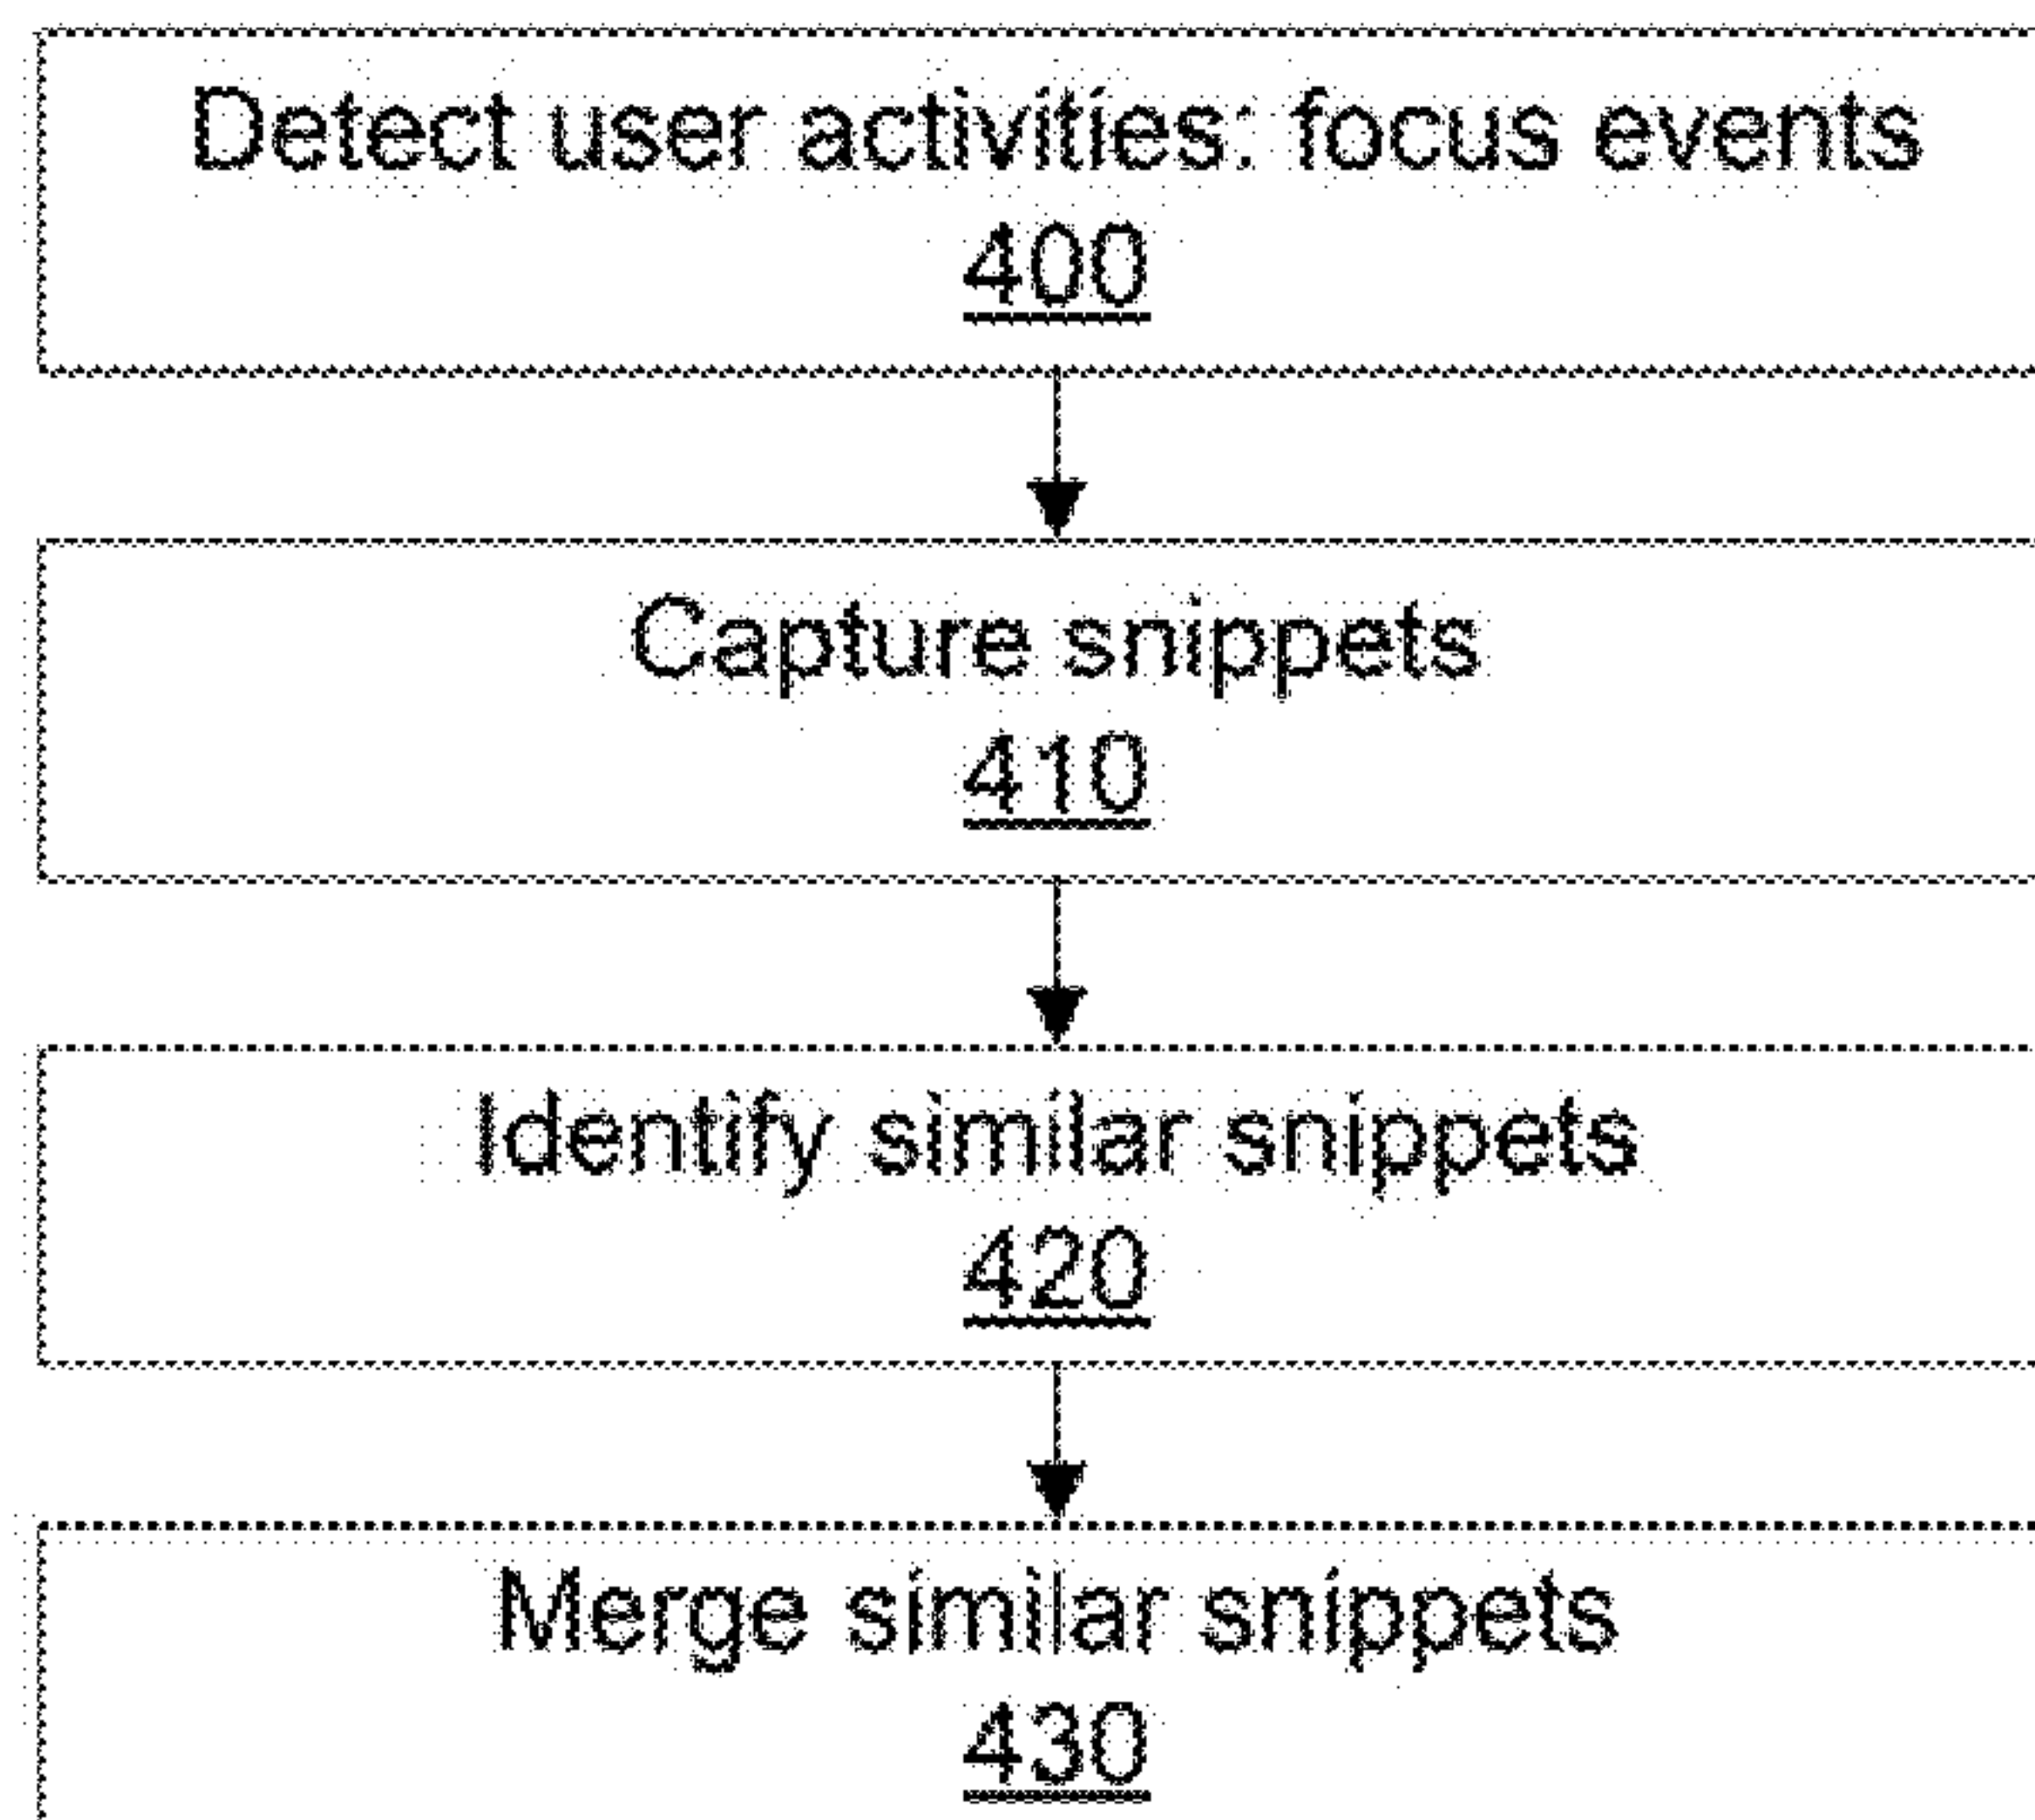 Detect user activities: focus events
400
Capture snippets
410
Identify similar snippets
420
Merge similar snippets
430